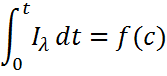 ∫₀ᵗ I_λ dt = f(c)